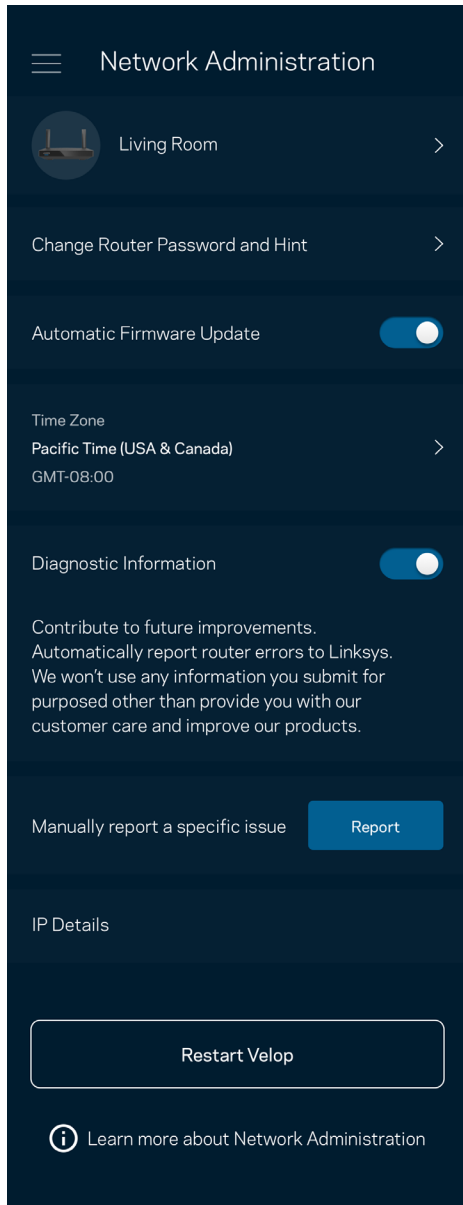 Network Administration
Living Room
Change Router Password and Hint
Automatic Firmware Update
Time Zone
Pacific Time (USA & Canada)
GMT-08:00
Diagnostic Information
Contribute to future improvements.
Automatically report router errors to Linksys.
We won't use any information you submit for
purposed other than provide you with our
customer care and improve our products.
Manually report a specific issue
Report
IP Details
Restart Velop
Learn more about Network Administration